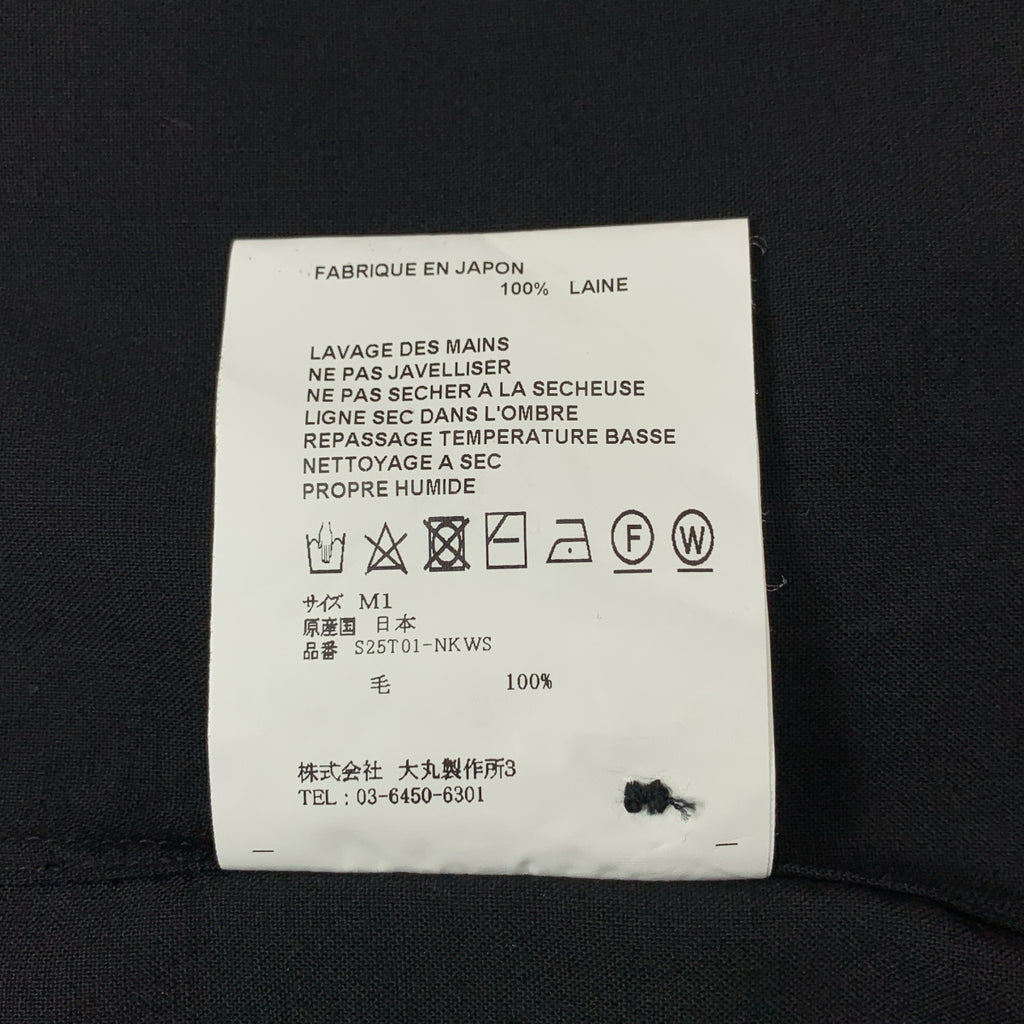 FABRIQUE EN JAPON
100% LAINE
LAVAGE DES MAINS
NE PAS JAVELLISER
NE PAS SECHER A LA SECHEUSE
LIGNE SEC DANS L'OMBRE
REPASSAGE TEMPERATURE BASSE
NETTOYAGE A SEC
PROPRE HUMIDE
F W
サイズ M1
原産国 日本
品番 S25T01-NKWS
毛 100%
株式会社 大丸製作所3
TEL : 03-6450-6301